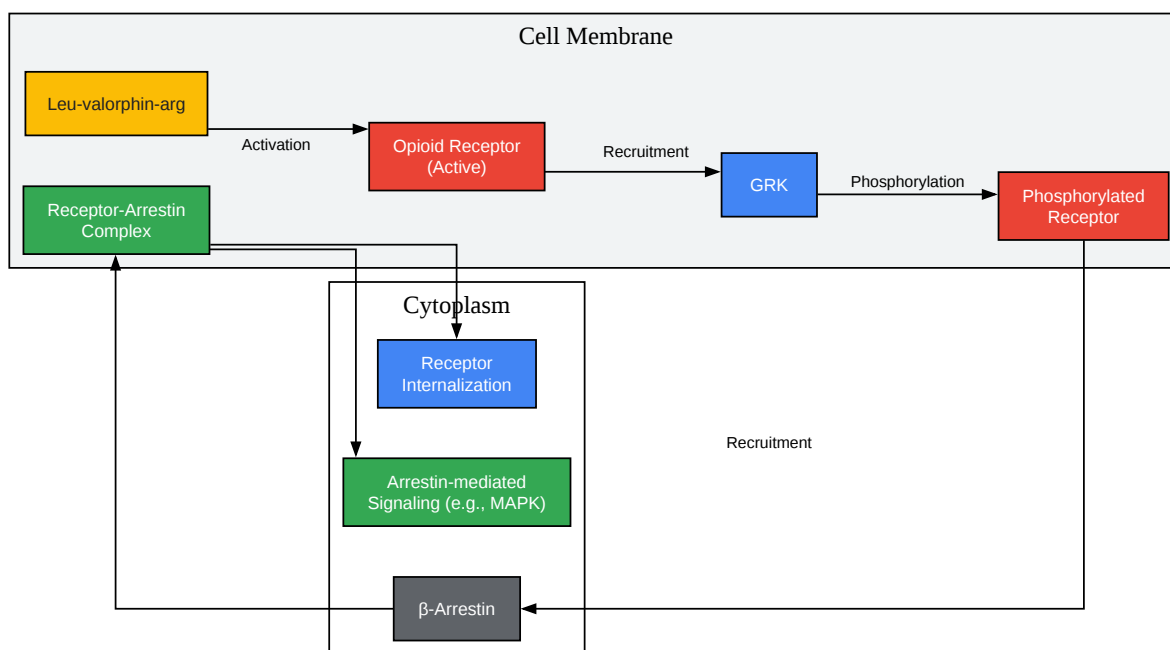 Cell Membrane
Leu-valorphin-arg
Activation
Opioid Receptor
(Active)
Recruitment
GRK
Phosphorylation
Phosphorylated
Receptor
Receptor-Arrestin
Complex
Cytoplasm
Receptor
Internalization
Recruitment
Arrestin-mediated
Signaling (e.g., MAPK)
β-Arrestin